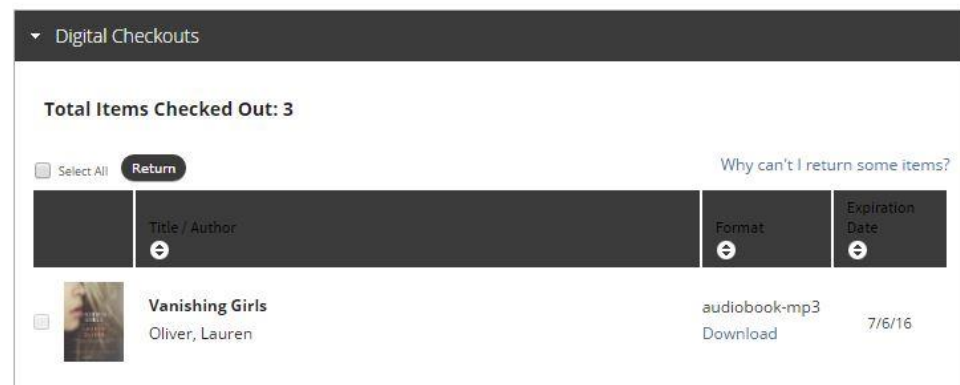 Digital Checkouts
Total Items Checked Out: 3
Select All Return Why can't I return some items?
Title / Author Format Expiration
Date
Vanishing Girls audiobook-mp3
Oliver, Lauren Download 7/6/16